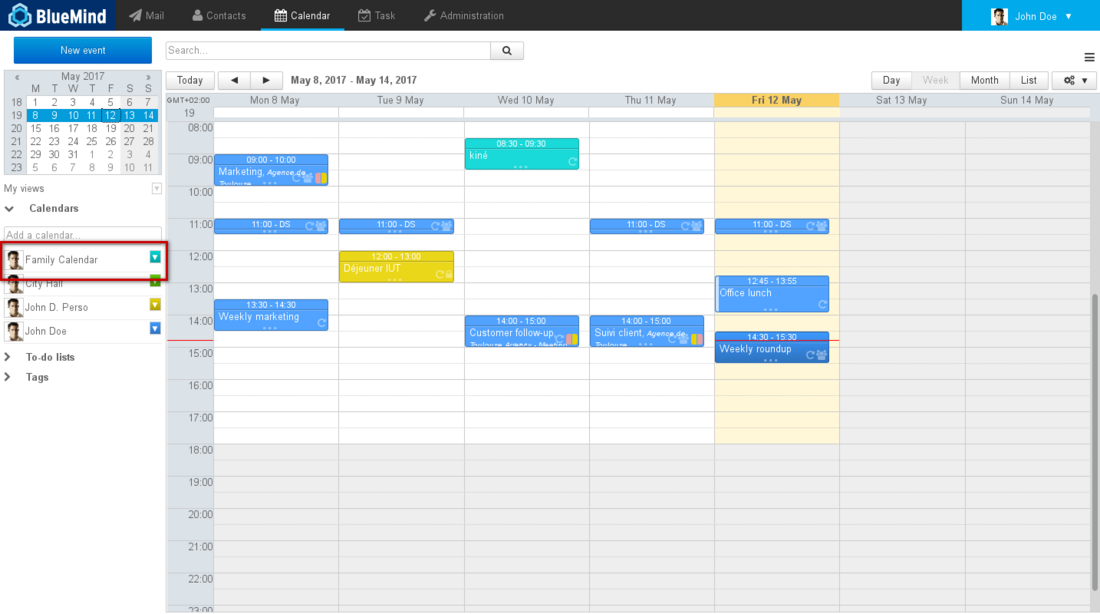 BlueMind Mail Contacts Calendar Task Administration John Doe ▼
New event
Search...
« May 2017 »
M T W T F S S
18 1 2 3 4 5 6 7
19 8 9 10 11 12 13 14
20 15 16 17 18 19 20 21
21 22 23 24 25 26 27 28
22 29 30 31 1 2 3 4
23 5 6 7 8 9 10 11
My views
Calendars
Add a calendar...
Family Calendar
City Hall
John D. Perso
John Doe
To-do lists
Tags
Today ◄ ► May 8, 2017 - May 14, 2017 Day Week Month List
GMT+02:00 Mon 8 May Tue 9 May Wed 10 May Thu 11 May Fri 12 May Sat 13 May Sun 14 May
19
08:00
08:30 - 09:30
kiné
09:00
09:00 - 10:00
Marketing, Agence de
Toulouse
10:00
11:00
11:00 - DS
11:00 - DS
11:00 - DS
11:00 - DS
12:00
12:00 - 13:00
Déjeuner IUT
12:45 - 13:55
Office lunch
13:00
13:30 - 14:30
Weekly marketing
14:00
14:00 - 15:00
Customer follow-up,
Toulouse Agency - Meeting
14:00 - 15:00
Suivi client, Agence de
Toulouse
14:30 - 15:30
Weekly roundup
15:00
16:00
17:00
18:00
19:00
20:00
21:00
22:00
23:00